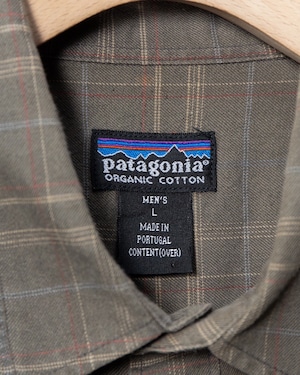 patagonia®
ORGANIC COTTON
MEN'S
L
MADE IN
PORTUGAL
CONTENT(OVER)